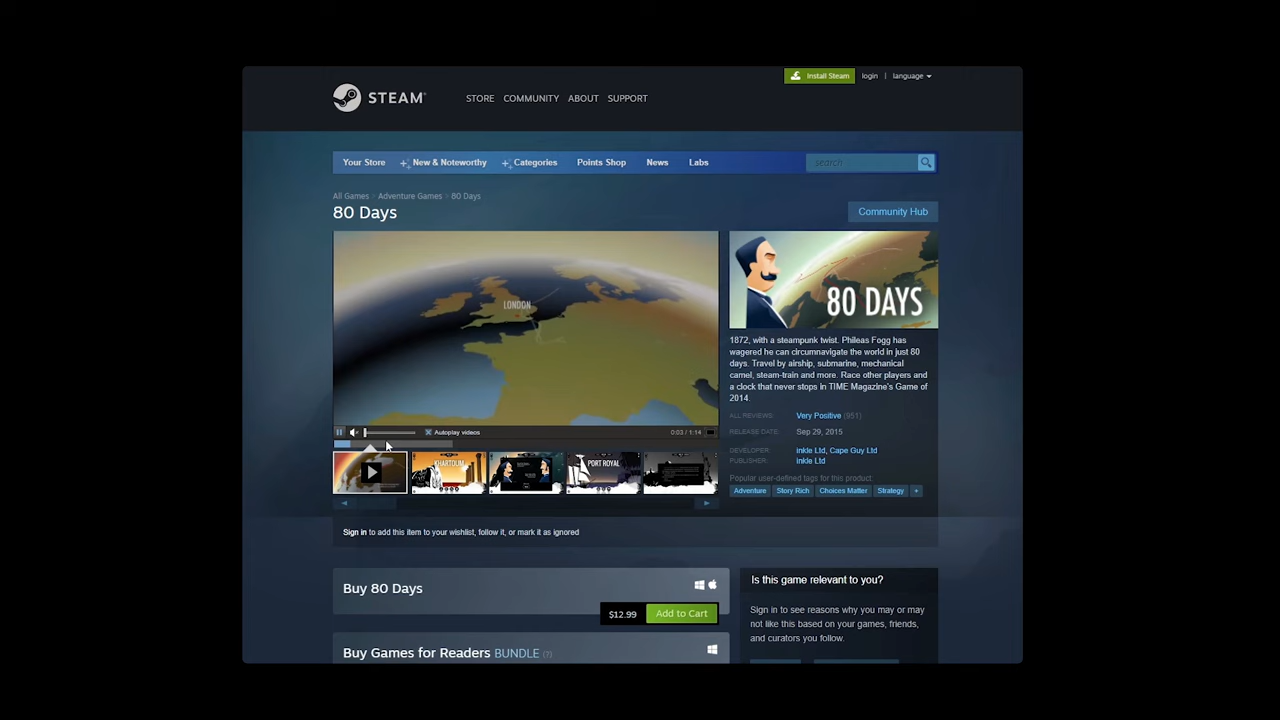 Install Steam login | language
STEAM
STORE COMMUNITY ABOUT SUPPORT
Your Store New & Noteworthy Categories Points Shop News Labs search
All Games > Adventure Games > 80 Days
80 Days
Community Hub
LONDON
80 DAYS
1872, with a steampunk twist. Phileas Fogg has
wagered he can circumnavigate the world in just 80
days. Travel by airship, submarine, mechanical
camel, steam-train and more. Race other players and
a clock that never stops in TIME Magazine's Game of
2014.
ALL REVIEWS: Very Positive (951)
RELEASE DATE: Sep 29, 2015
DEVELOPER: inkle Ltd, Cape Guy Ltd
PUBLISHER: inkle Ltd
Popular user-defined tags for this product:
Adventure Story Rich Choices Matter Strategy +
Autoplay videos 0:03 / 1:14
KHARTOUM
PORT ROYAL
Sign in to add this item to your wishlist, follow it, or mark it as ignored
Buy 80 Days
$12.99 Add to Cart
Buy Games for Readers BUNDLE (?)
Is this game relevant to you?
Sign in to see reasons why you may or may
not like this based on your games, friends,
and curators you follow.